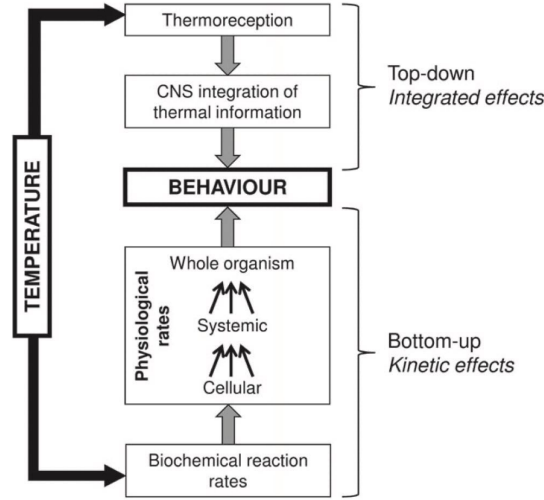 Thermoreception
CNS integration of
thermal information
Top-down
Integrated effects
TEMPERATURE
BEHAVIOUR
Physiological
rates
Whole organism
Systemic
Cellular
Bottom-up
Kinetic effects
Biochemical reaction
rates